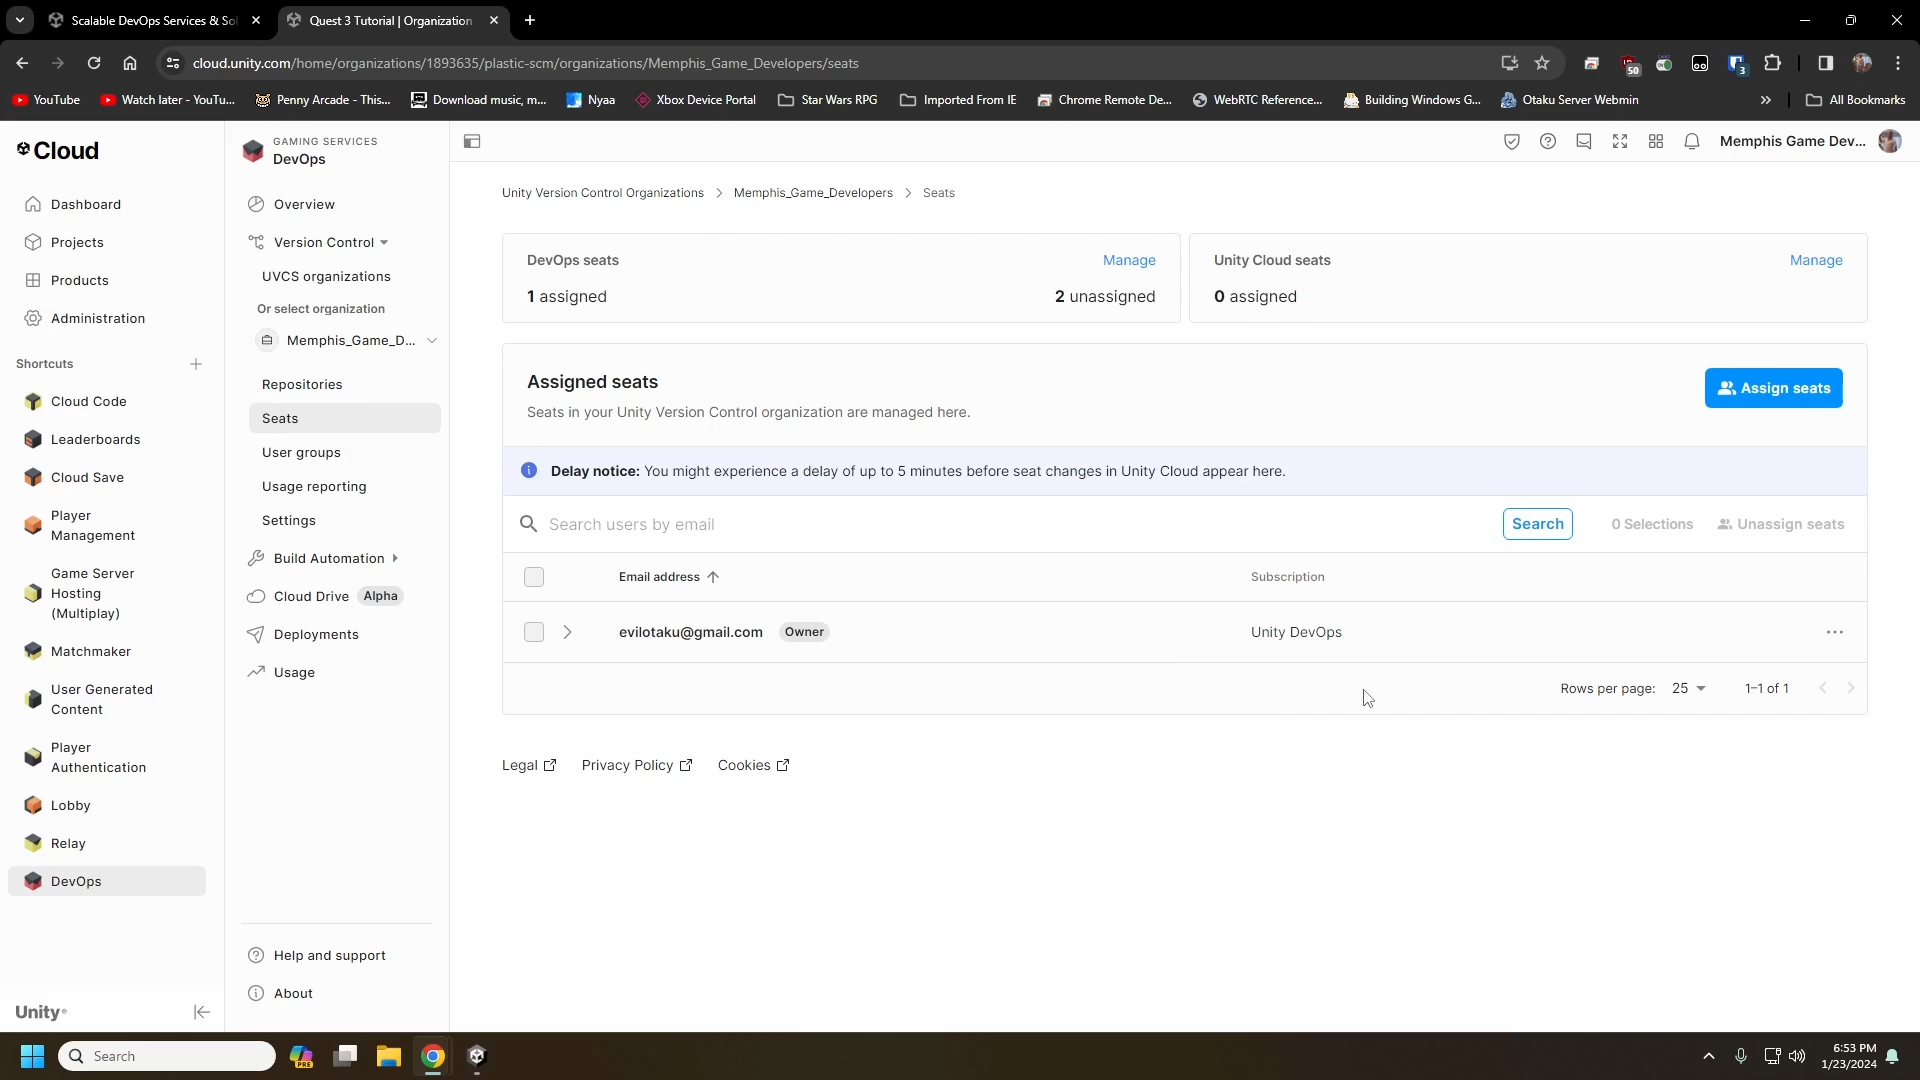 Scalable DevOps Services & Sol
Quest 3 Tutorial | Organization
cloud.unity.com/home/organizations/1893635/plastic-scm/organizations/Memphis_Game_Developers/seats
50
3
YouTube
Watch later - YouTu...
Penny Arcade - This...
Download music, m...
Nyaa
Xbox Device Portal
Star Wars RPG
Imported From IE
Chrome Remote De...
WebRTC Reference...
Building Windows G...
Otaku Server Webmin
All Bookmarks
Cloud
Dashboard
Projects
Products
Administration
Shortcuts
Cloud Code
Leaderboards
Cloud Save
Player
Management
Game Server
Hosting
(Multiplay)
Matchmaker
User Generated
Content
Player
Authentication
Lobby
Relay
DevOps
Unity
GAMING SERVICES
DevOps
Overview
Version Control
UVCS organizations
Or select organization
Memphis_Game_D...
Repositories
Seats
User groups
Usage reporting
Settings
Build Automation
Cloud Drive Alpha
Deployments
Usage
Help and support
About
Memphis Game Dev...
Unity Version Control Organizations > Memphis_Game_Developers > Seats
DevOps seats
Manage
1 assigned
2 unassigned
Unity Cloud seats
Manage
0 assigned
Assigned seats
Seats in your Unity Version Control organization are managed here.
Assign seats
Delay notice: You might experience a delay of up to 5 minutes before seat changes in Unity Cloud appear here.
Search users by email
Search
0 Selections
Unassign seats
Email address
Subscription
evilotaku@gmail.com Owner
Unity DevOps
Rows per page: 25
1–1 of 1
Legal
Privacy Policy
Cookies
Search
PRE
6:53 PM
1/23/2024